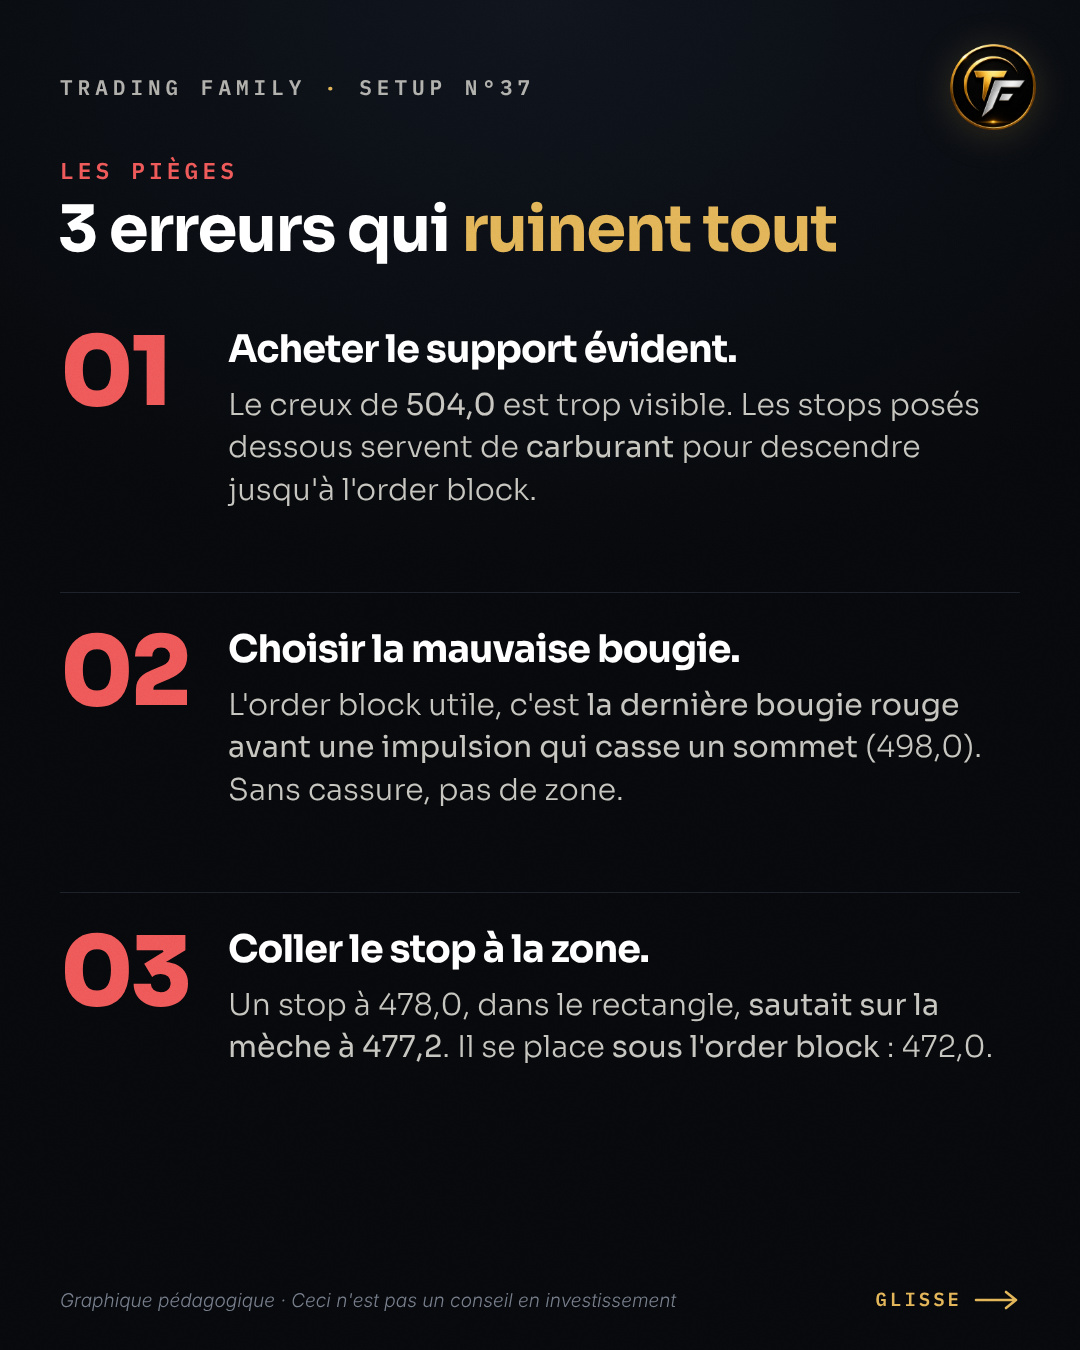 TRADING FAMILY · SETUP N°37
TF
LES PIÈGES
3 erreurs qui ruinent tout
01
Acheter le support évident.
Le creux de 504,0 est trop visible. Les stops posés
dessous servent de carburant pour descendre
jusqu'à l'order block.
02
Choisir la mauvaise bougie.
L'order block utile, c'est la dernière bougie rouge
avant une impulsion qui casse un sommet (498,0).
Sans cassure, pas de zone.
03
Coller le stop à la zone.
Un stop à 478,0, dans le rectangle, sautait sur la
mèche à 477,2. Il se place sous l'order block : 472,0.
Graphique pédagogique · Ceci n'est pas un conseil en investissement
GLISSE →